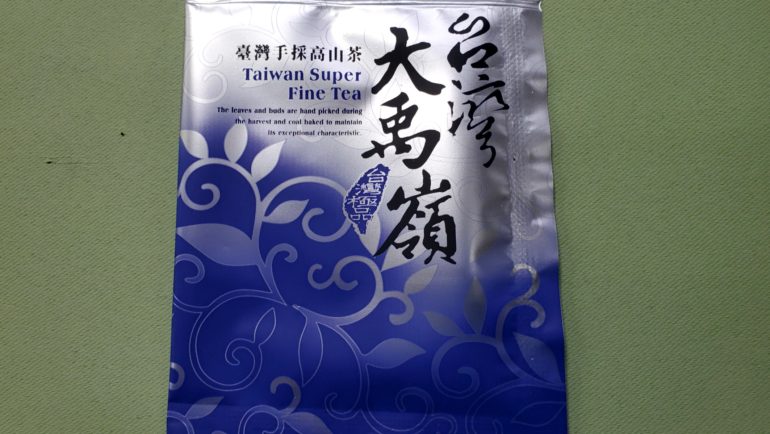 台灣
大禹嶺
台灣極品
臺灣手採高山茶
Taiwan Super
Fine Tea
The leaves and buds are hand picked during
the harvest and coal baked to maintain
its exceptional characteristic.